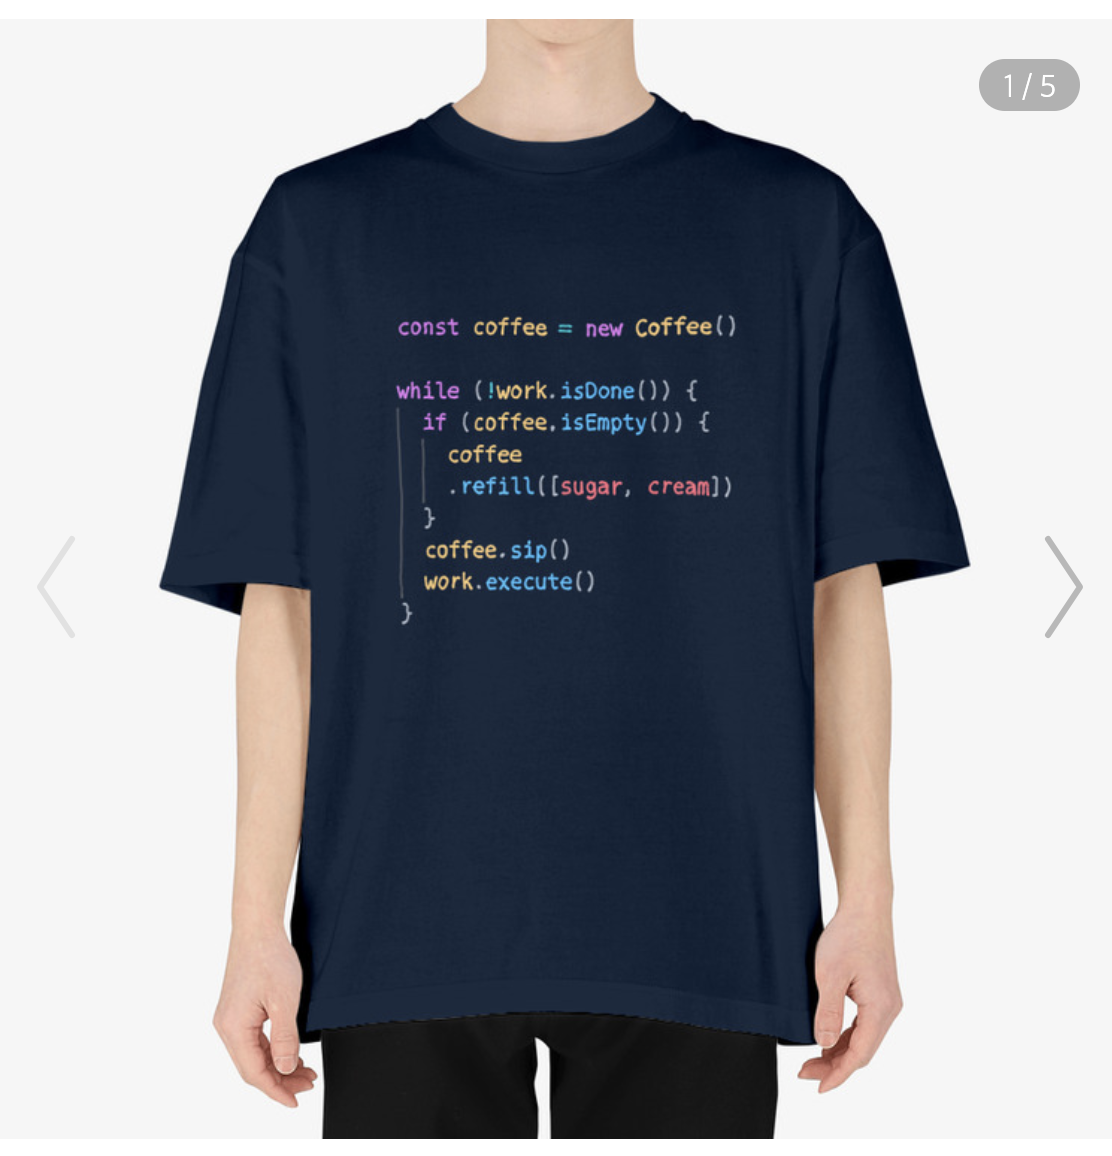 1 / 5
const coffee = new Coffee()
while (!work.isDone()) {
if (coffee.isEmpty()) {
coffee
.refill([sugar, cream])
}
coffee.sip()
work.execute()
}